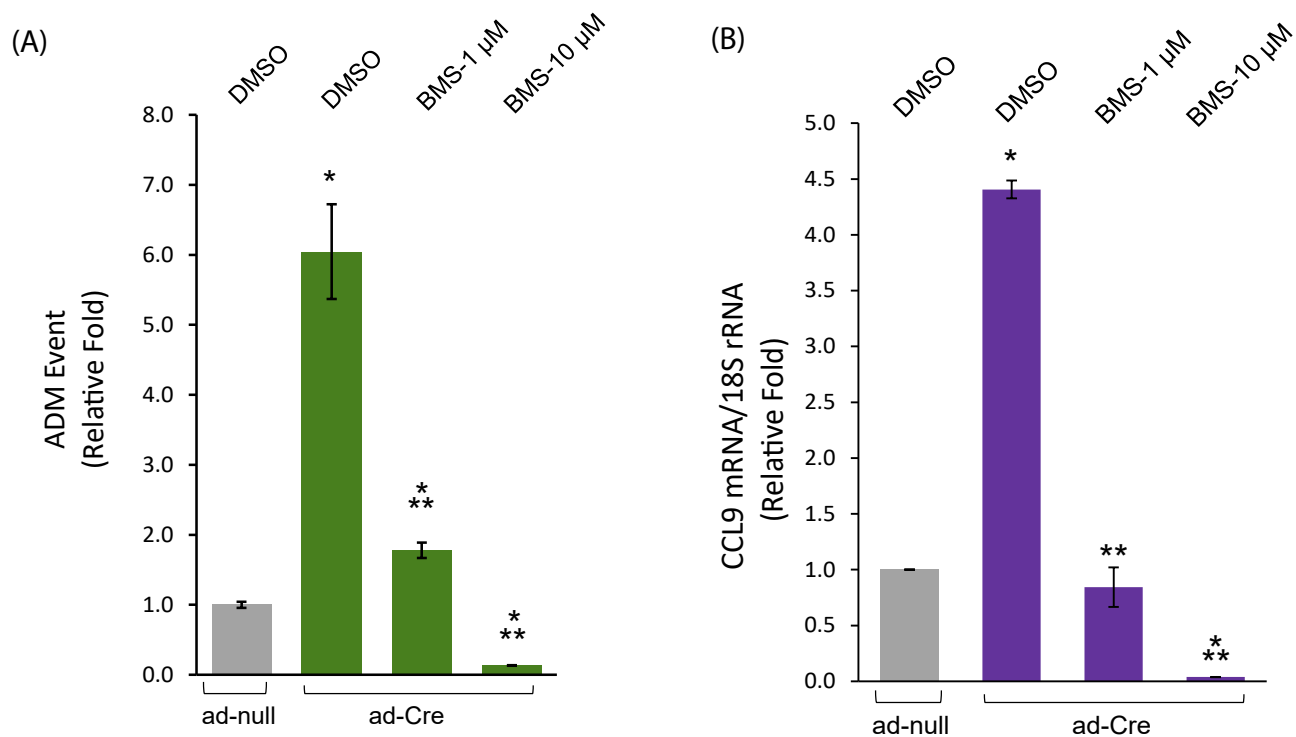 (A)
DMSO
DMSO
BMS-1 µM
BMS-10 µM
8.0
7.0
6.0
5.0
4.0
3.0
2.0
1.0
0.0
ADM Event
(Relative Fold)
*
*
**
*
**
ad-null
ad-Cre
(B)
DMSO
DMSO
BMS-1 µM
BMS-10 µM
5.0
4.5
4.0
3.5
3.0
2.5
2.0
1.5
1.0
0.5
0.0
CCL9 mRNA/18S rRNA
(Relative Fold)
*
**
*
**
ad-null
ad-Cre